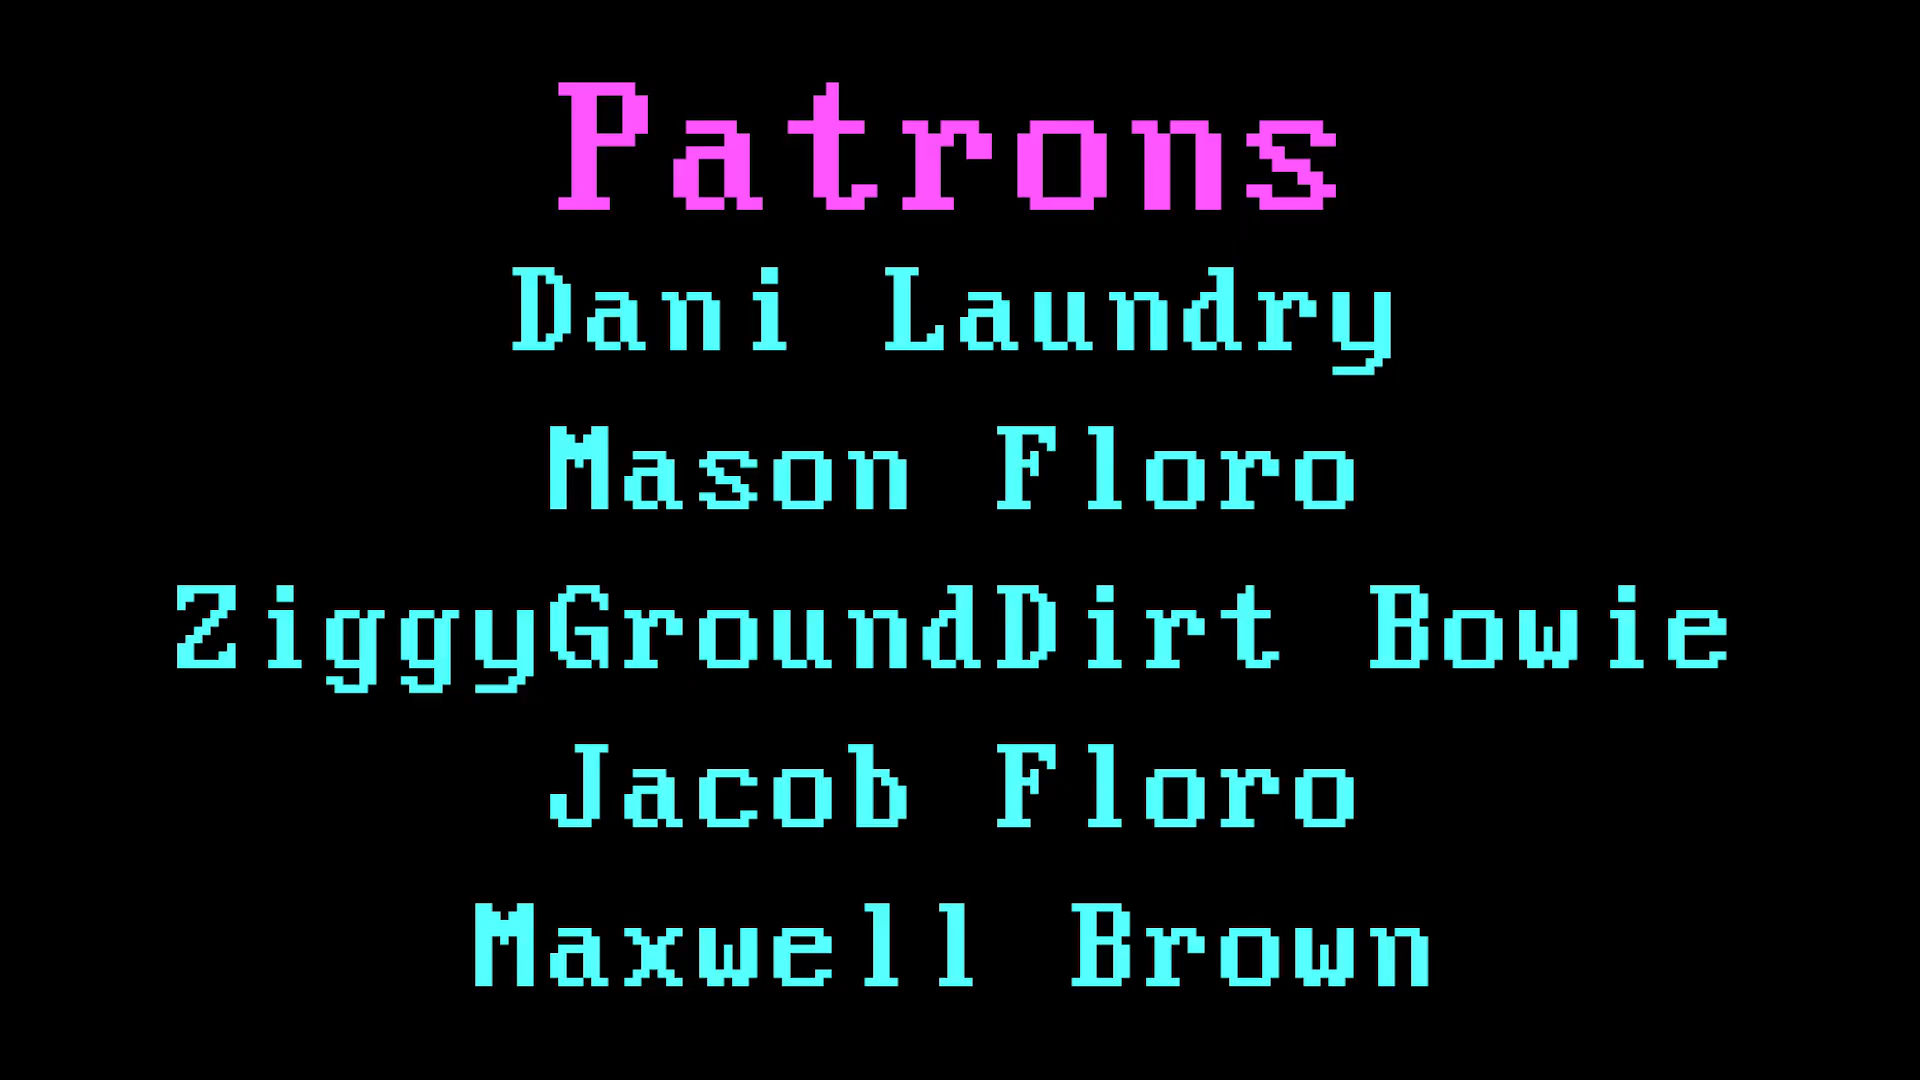 Patrons
Dani Laundry
Mason Floro
ZiggyGroundDirt Bowie
Jacob Floro
Maxwell Brown